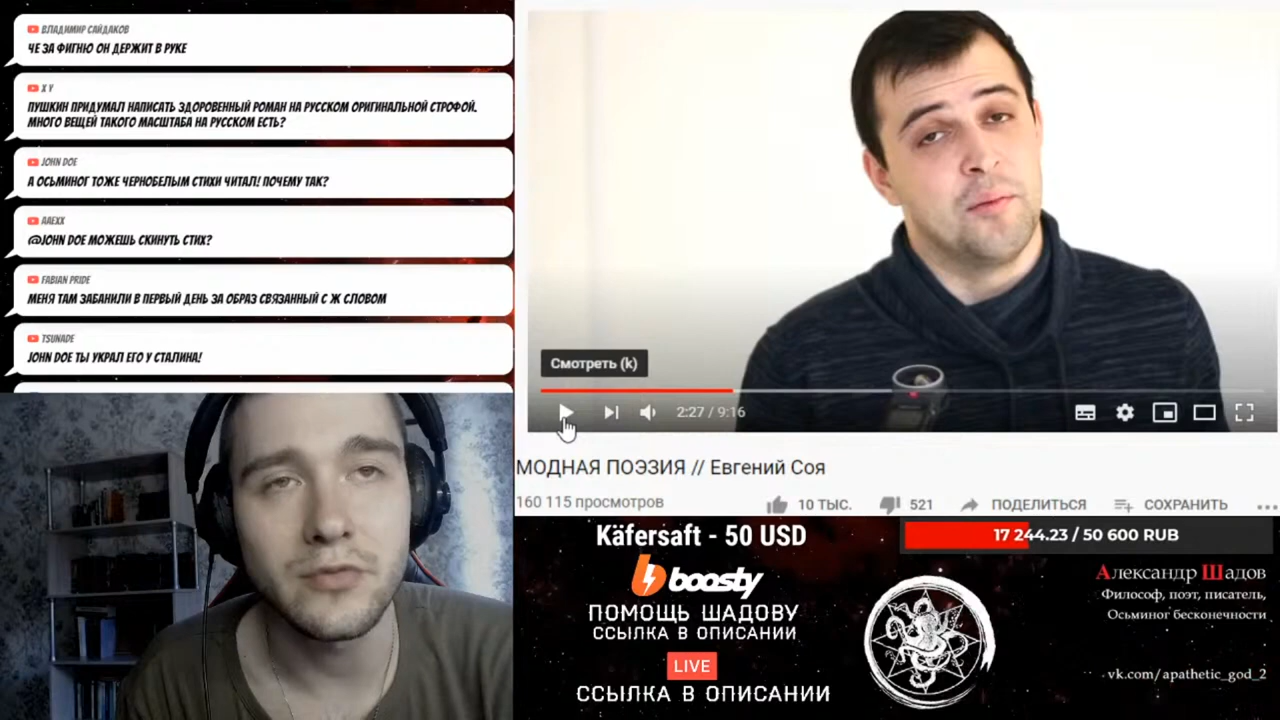 ВЛАДИМИР САЙДАКОВ
ЧЕ ЗА ФИГНЮ ОН ДЕРЖИТ В РУКЕ
X Y
ПУШКИН ПРИДУМАЛ НАПИСАТЬ ЗДОРОВЕННЫЙ РОМАН НА РУССКОМ ОРИГИНАЛЬНОЙ СТРОФОЙ.
МНОГО ВЕЩЕЙ ТАКОГО МАСШТАБА НА РУССКОМ ЕСТЬ?
JOHN DOE
А ОСЬМИНОГ ТОЖЕ ЧЕРНОБЕЛЫМ СТИХИ ЧИТАЛ! ПОЧЕМУ ТАК?
AAEXX
@JOHN DOE МОЖЕШЬ СКИНУТЬ СТИХ?
FABIAN PRIDE
МЕНЯ ТАМ ЗАБАНИЛИ В ПЕРВЫЙ ДЕНЬ ЗА ОБРАЗ СВЯЗАННЫЙ С Ж СЛОВОМ
TSUNADE
JOHN DOE ТЫ УКРАЛ ЕГО У СТАЛИНА!
Смотреть (k)
2:27 / 9:16
МОДНАЯ ПОЭЗИЯ // Евгений Соя
160 115 просмотров
10 ТЫС.
521
ПОДЕЛИТЬСЯ
СОХРАНИТЬ
Käfersaft - 50 USD
boosty
ПОМОЩЬ ШАДОВУ
ССЫЛКА В ОПИСАНИИ
LIVE
ССЫЛКА В ОПИСАНИИ
17 244.23 / 50 600 RUB
Александр Шадов
Философ, поэт, писатель,
Осьминог бесконечности
vk.com/apathetic_god_2